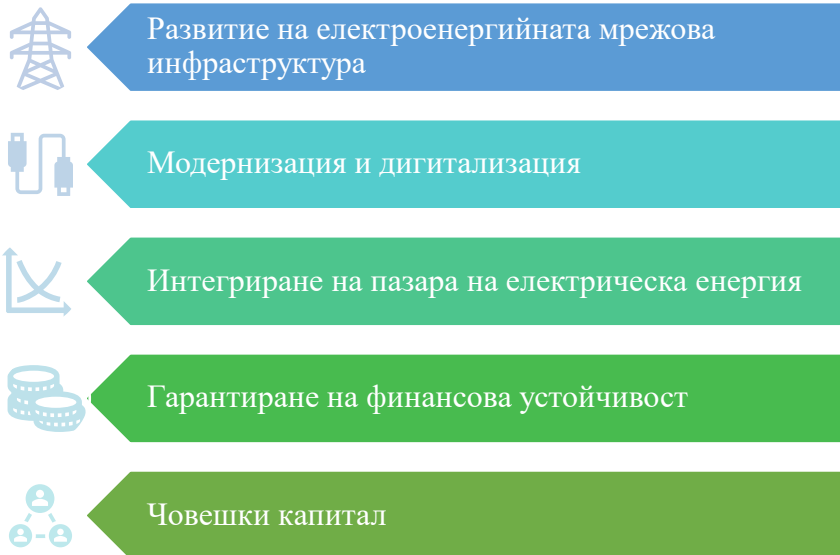 Развитие на електроенергийната мрежова
инфраструктура
Модернизация и дигитализация
Интегриране на пазара на електрическа енергия
Гарантиране на финансова устойчивост
Човешки капитал